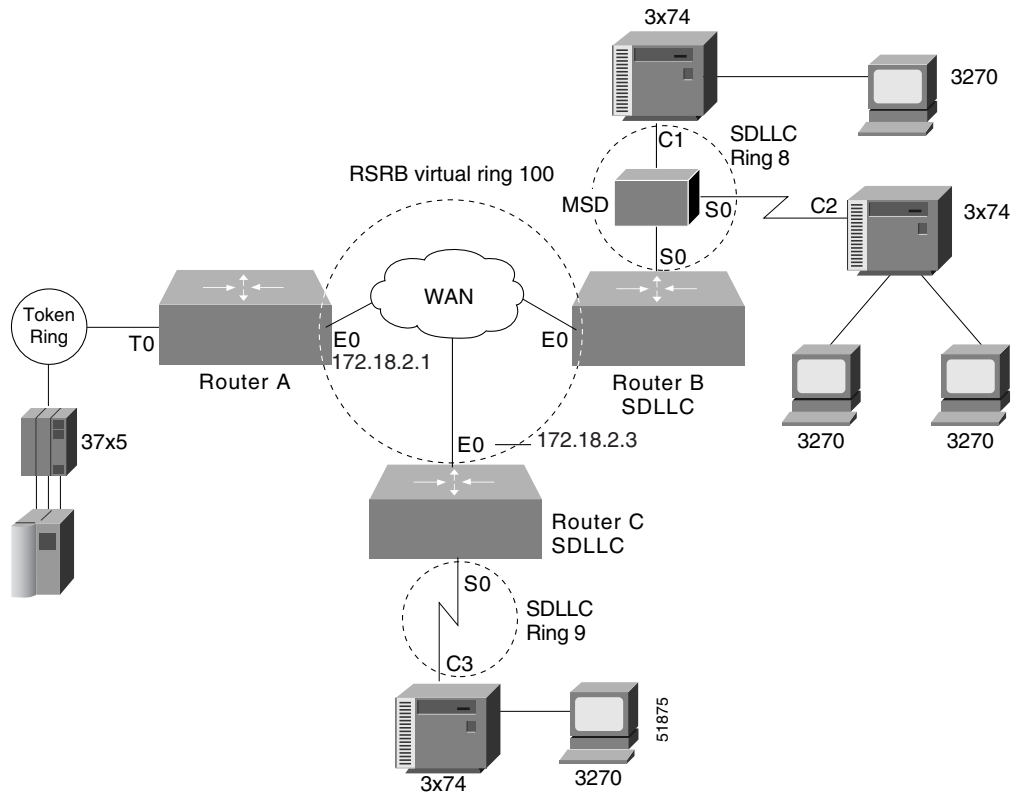 3x74
3270
C1
SDLLC
Ring 8
RSRB virtual ring 100
MSD
S0
C2
3x74
S0
WAN
Token
Ring
T0
E0
172.18.2.1
E0
Router A
Router B
SDLLC
3270
3270
37x5
E0
172.18.2.3
Router C
SDLLC
S0
SDLLC
Ring 9
C3
51875
3x74
3270